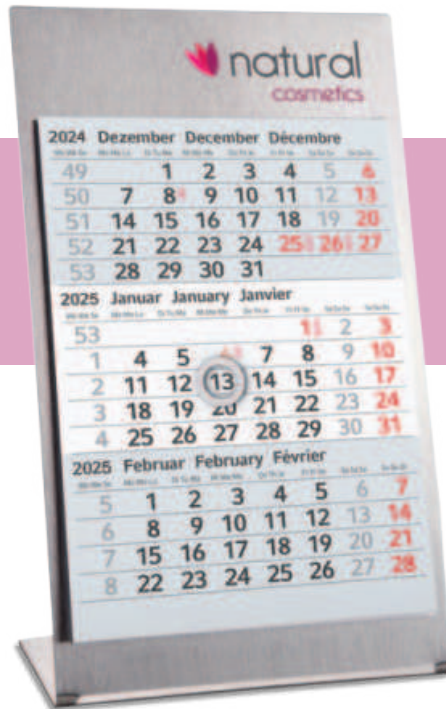 natural
cosmetics
2024 Dezember December Décembre
49 1 2 3 4 5 6
50 7 8 9 10 11 12 13
51 14 15 16 17 18 19 20
52 21 22 23 24 25 26 27
53 28 29 30 31
2025 Januar January Janvier
53 1 2 3
1 4 5 7 8 9 10
2 11 12 13 14 15 16 17
3 18 19 20 21 22 23 24
4 25 26 27 28 29 30 31
2025 Februar February Février
5 1 2 3 4 5 6 7
6 8 9 10 11 12 13 14
7 15 16 17 18 19 20 21
8 22 23 24 25 26 27 28